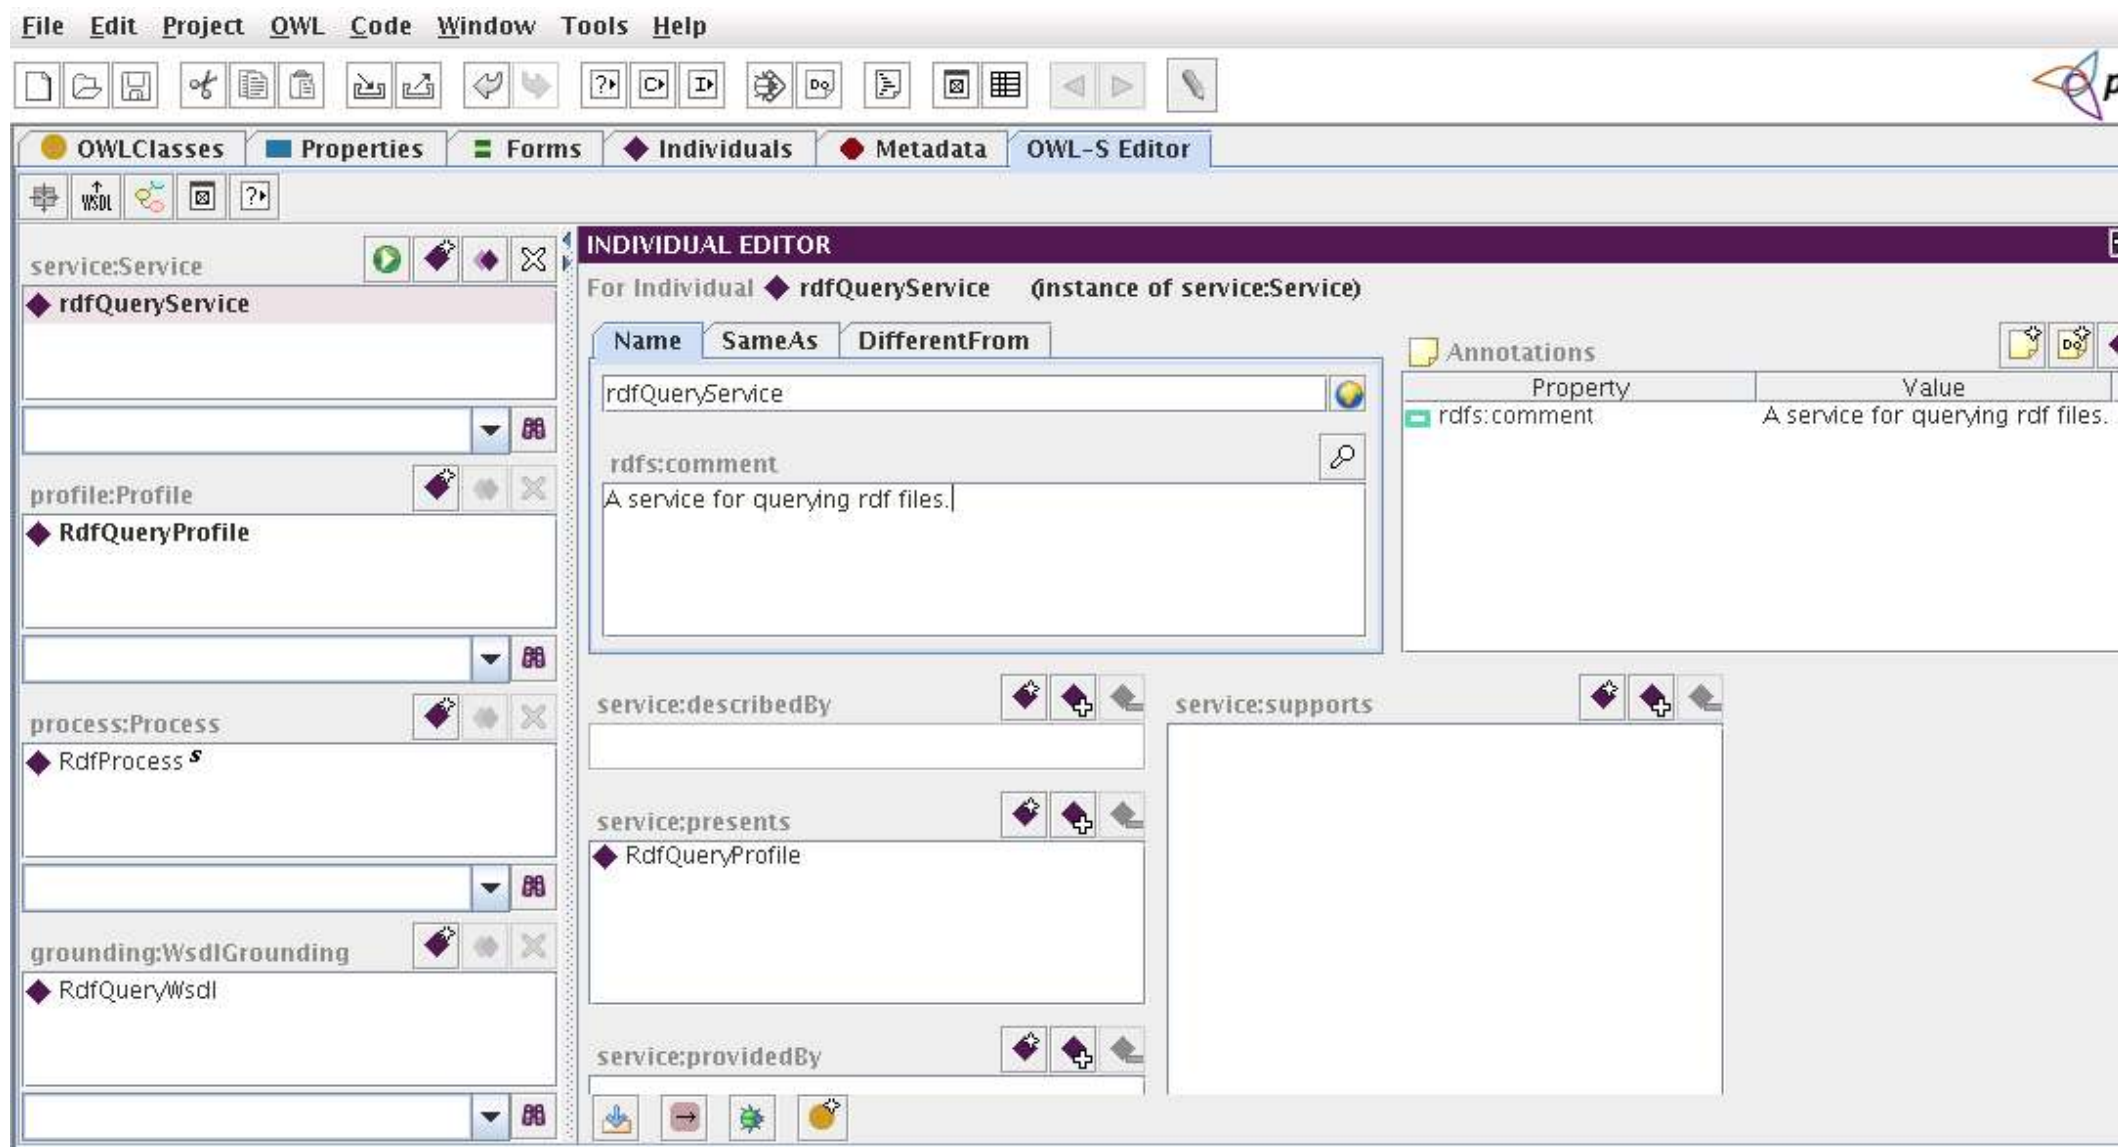 File Edit Project OWL Code Window Tools Help
OWLClasses Properties Forms Individuals Metadata OWL-S Editor
WSDL
service:Service
rdfQueryService
profile:Profile
RdfQueryProfile
process:Process
RdfProcess S
grounding:WsdlGrounding
RdfQueryWsdl
INDIVIDUAL EDITOR
For Individual rdfQueryService (instance of service:Service)
Name SameAs DifferentFrom
rdfQueryService
rdfs:comment
A service for querying rdf files.
Annotations
Property Value
rdfs:comment A service for querying rdf files.
service:describedBy
service:supports
service:presents
RdfQueryProfile
service:providedBy